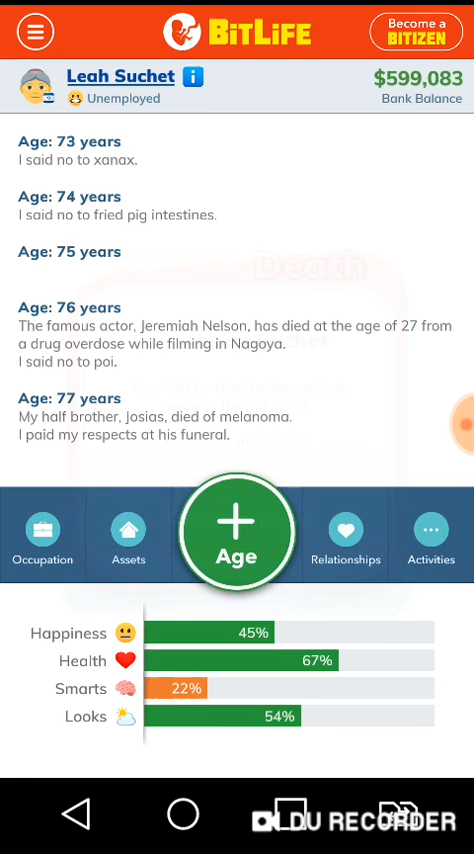 BITLIFE
Become a
BITIZEN
Leah Suchet
i
$599,083
Unemployed
Bank Balance
Age: 73 years
I said no to xanax.
Age: 74 years
I said no to fried pig intestines.
Age: 75 years
Death
Age: 76 years
The famous actor, Jeremiah Nelson, has died at the age of 27 from
a drug overdose while filming in Nagoya.
I said no to poi.
Age: 77 years
My half brother, Josias, died of melanoma.
I paid my respects at his funeral.
Occupation
Assets
Age
Relationships
Activities
Happiness
45%
Health
67%
Smarts
22%
Looks
54%
DU RECORDER